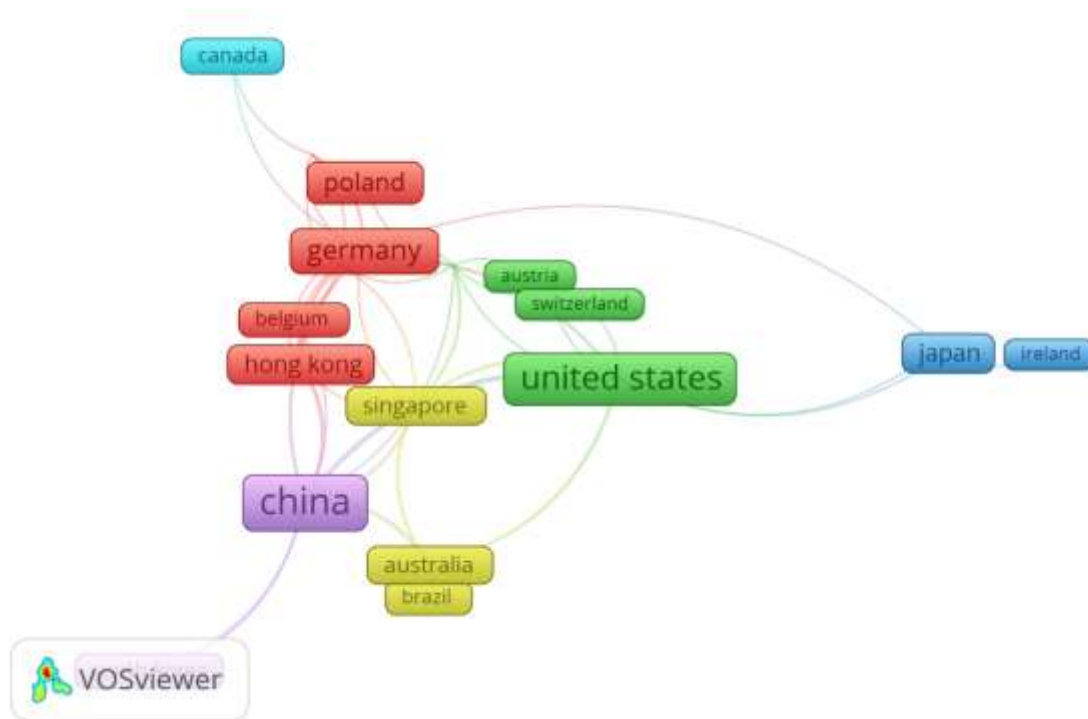 canada
poland
germany
austria
switzerland
belgium
hong kong
japan
ireland
united states
singapore
china
australia
brazil
VOSviewer